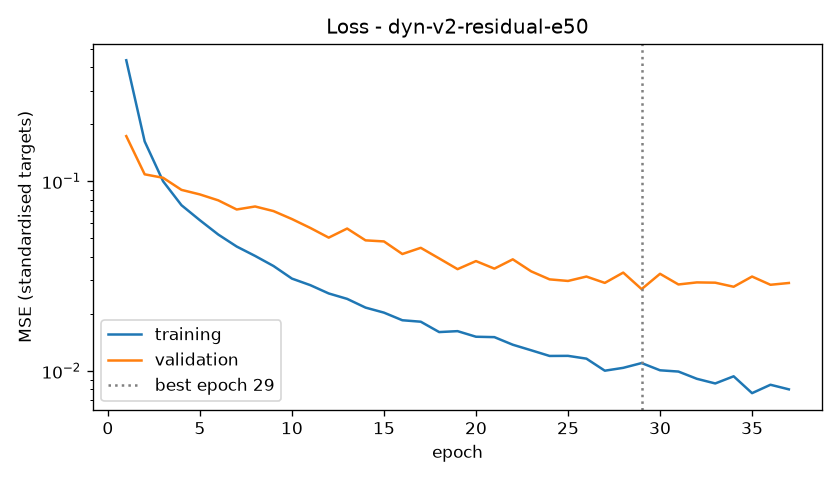 Loss - dyn-v2-residual-e50
MSE (standardised targets)
10⁻¹
10⁻²
training
validation
best epoch 29
0 5 10 15 20 25 30 35
epoch